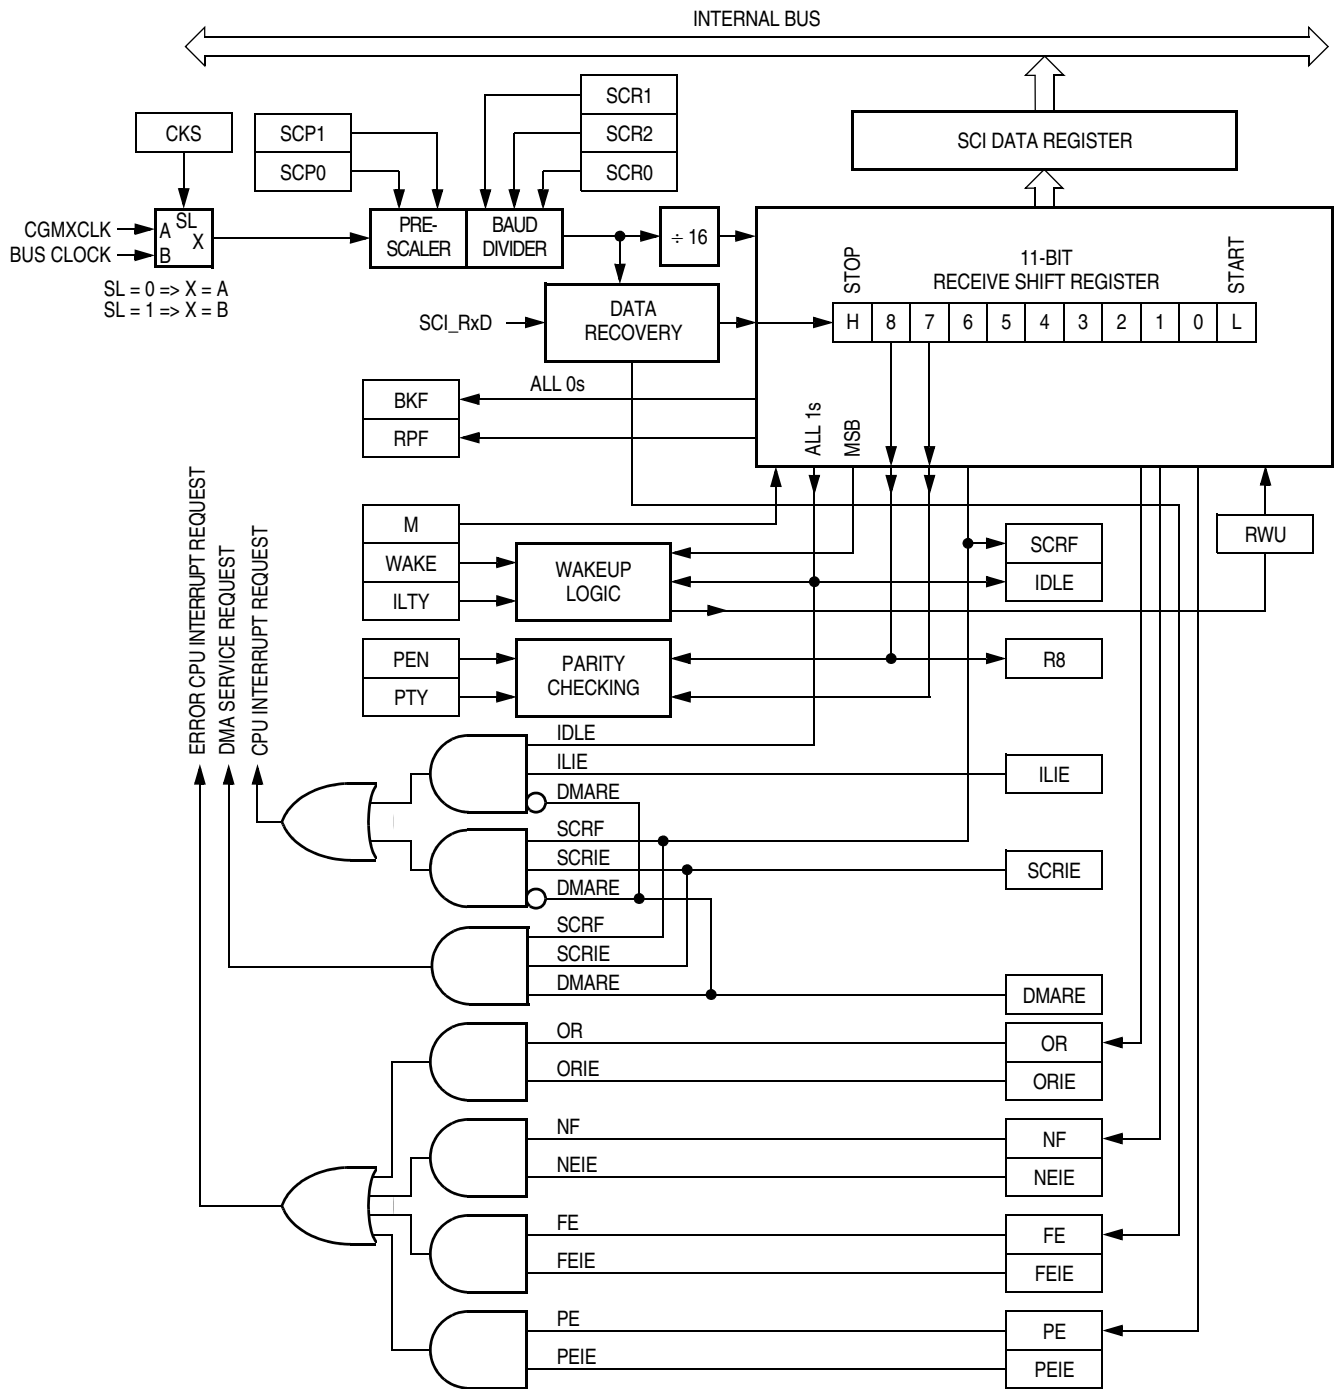 INTERNAL BUS
SCR1
SCR2
SCR0
CKS
SCP1
SCP0
SCI DATA REGISTER
CGMXCLK
BUS CLOCK
A
SL
X
B
SL = 0 => X = A
SL = 1 => X = B
PRE-
SCALER
BAUD
DIVIDER
÷ 16
STOP
11-BIT
RECEIVE SHIFT REGISTER
START
SCI_RxD
DATA
RECOVERY
H 8 7 6 5 4 3 2 1 0 L
ALL 0s
BKF
RPF
ALL 1s
MSB
ERROR CPU INTERRUPT REQUEST
DMA SERVICE REQUEST
CPU INTERRUPT REQUEST
M
WAKE
ILTY
WAKEUP
LOGIC
SCRF
IDLE
RWU
PEN
PTY
PARITY
CHECKING
R8
IDLE
ILIE
DMARE
ILIE
SCRF
SCRIE
DMARE
SCRIE
SCRF
SCRIE
DMARE
DMARE
OR
ORIE
OR
ORIE
NF
NEIE
NF
NEIE
FE
FEIE
FE
FEIE
PE
PEIE
PE
PEIE